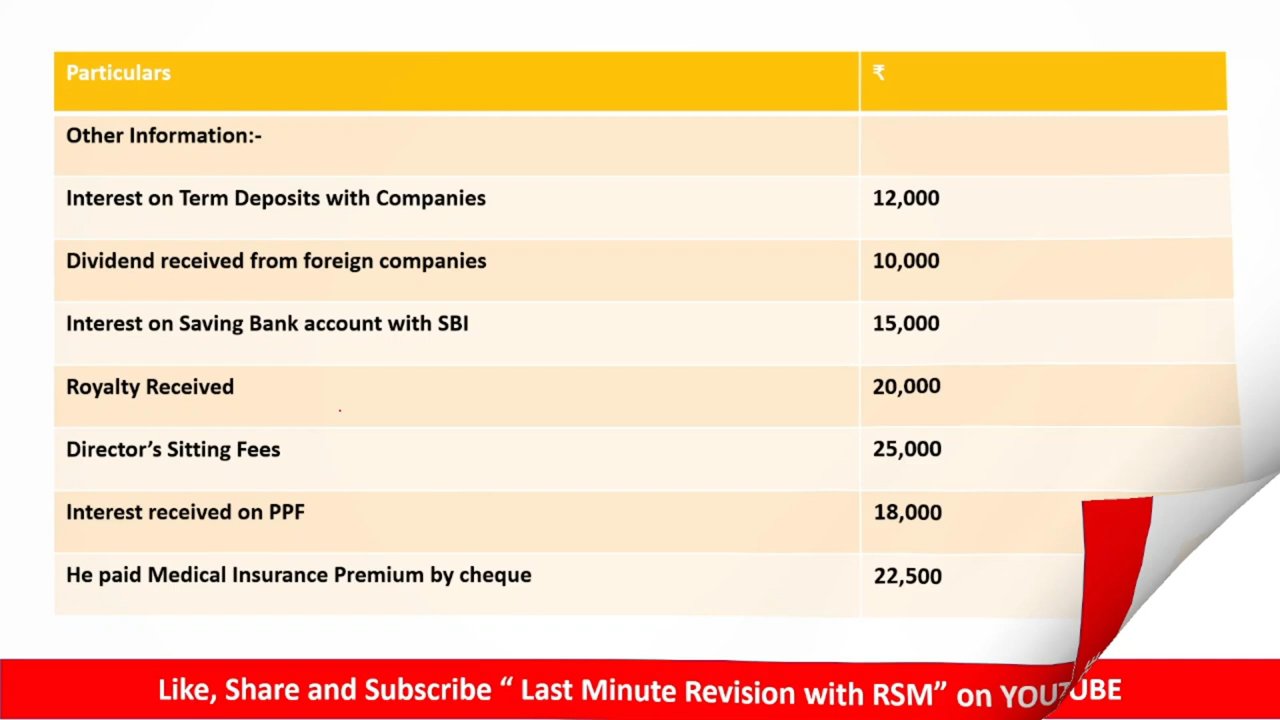 Particulars ₹
Other Information:-
Interest on Term Deposits with Companies 12,000
Dividend received from foreign companies 10,000
Interest on Saving Bank account with SBI 15,000
Royalty Received 20,000
Director’s Sitting Fees 25,000
Interest received on PPF 18,000
He paid Medical Insurance Premium by cheque 22,500
Like, Share and Subscribe “ Last Minute Revision with RSM” on YOUTUBE